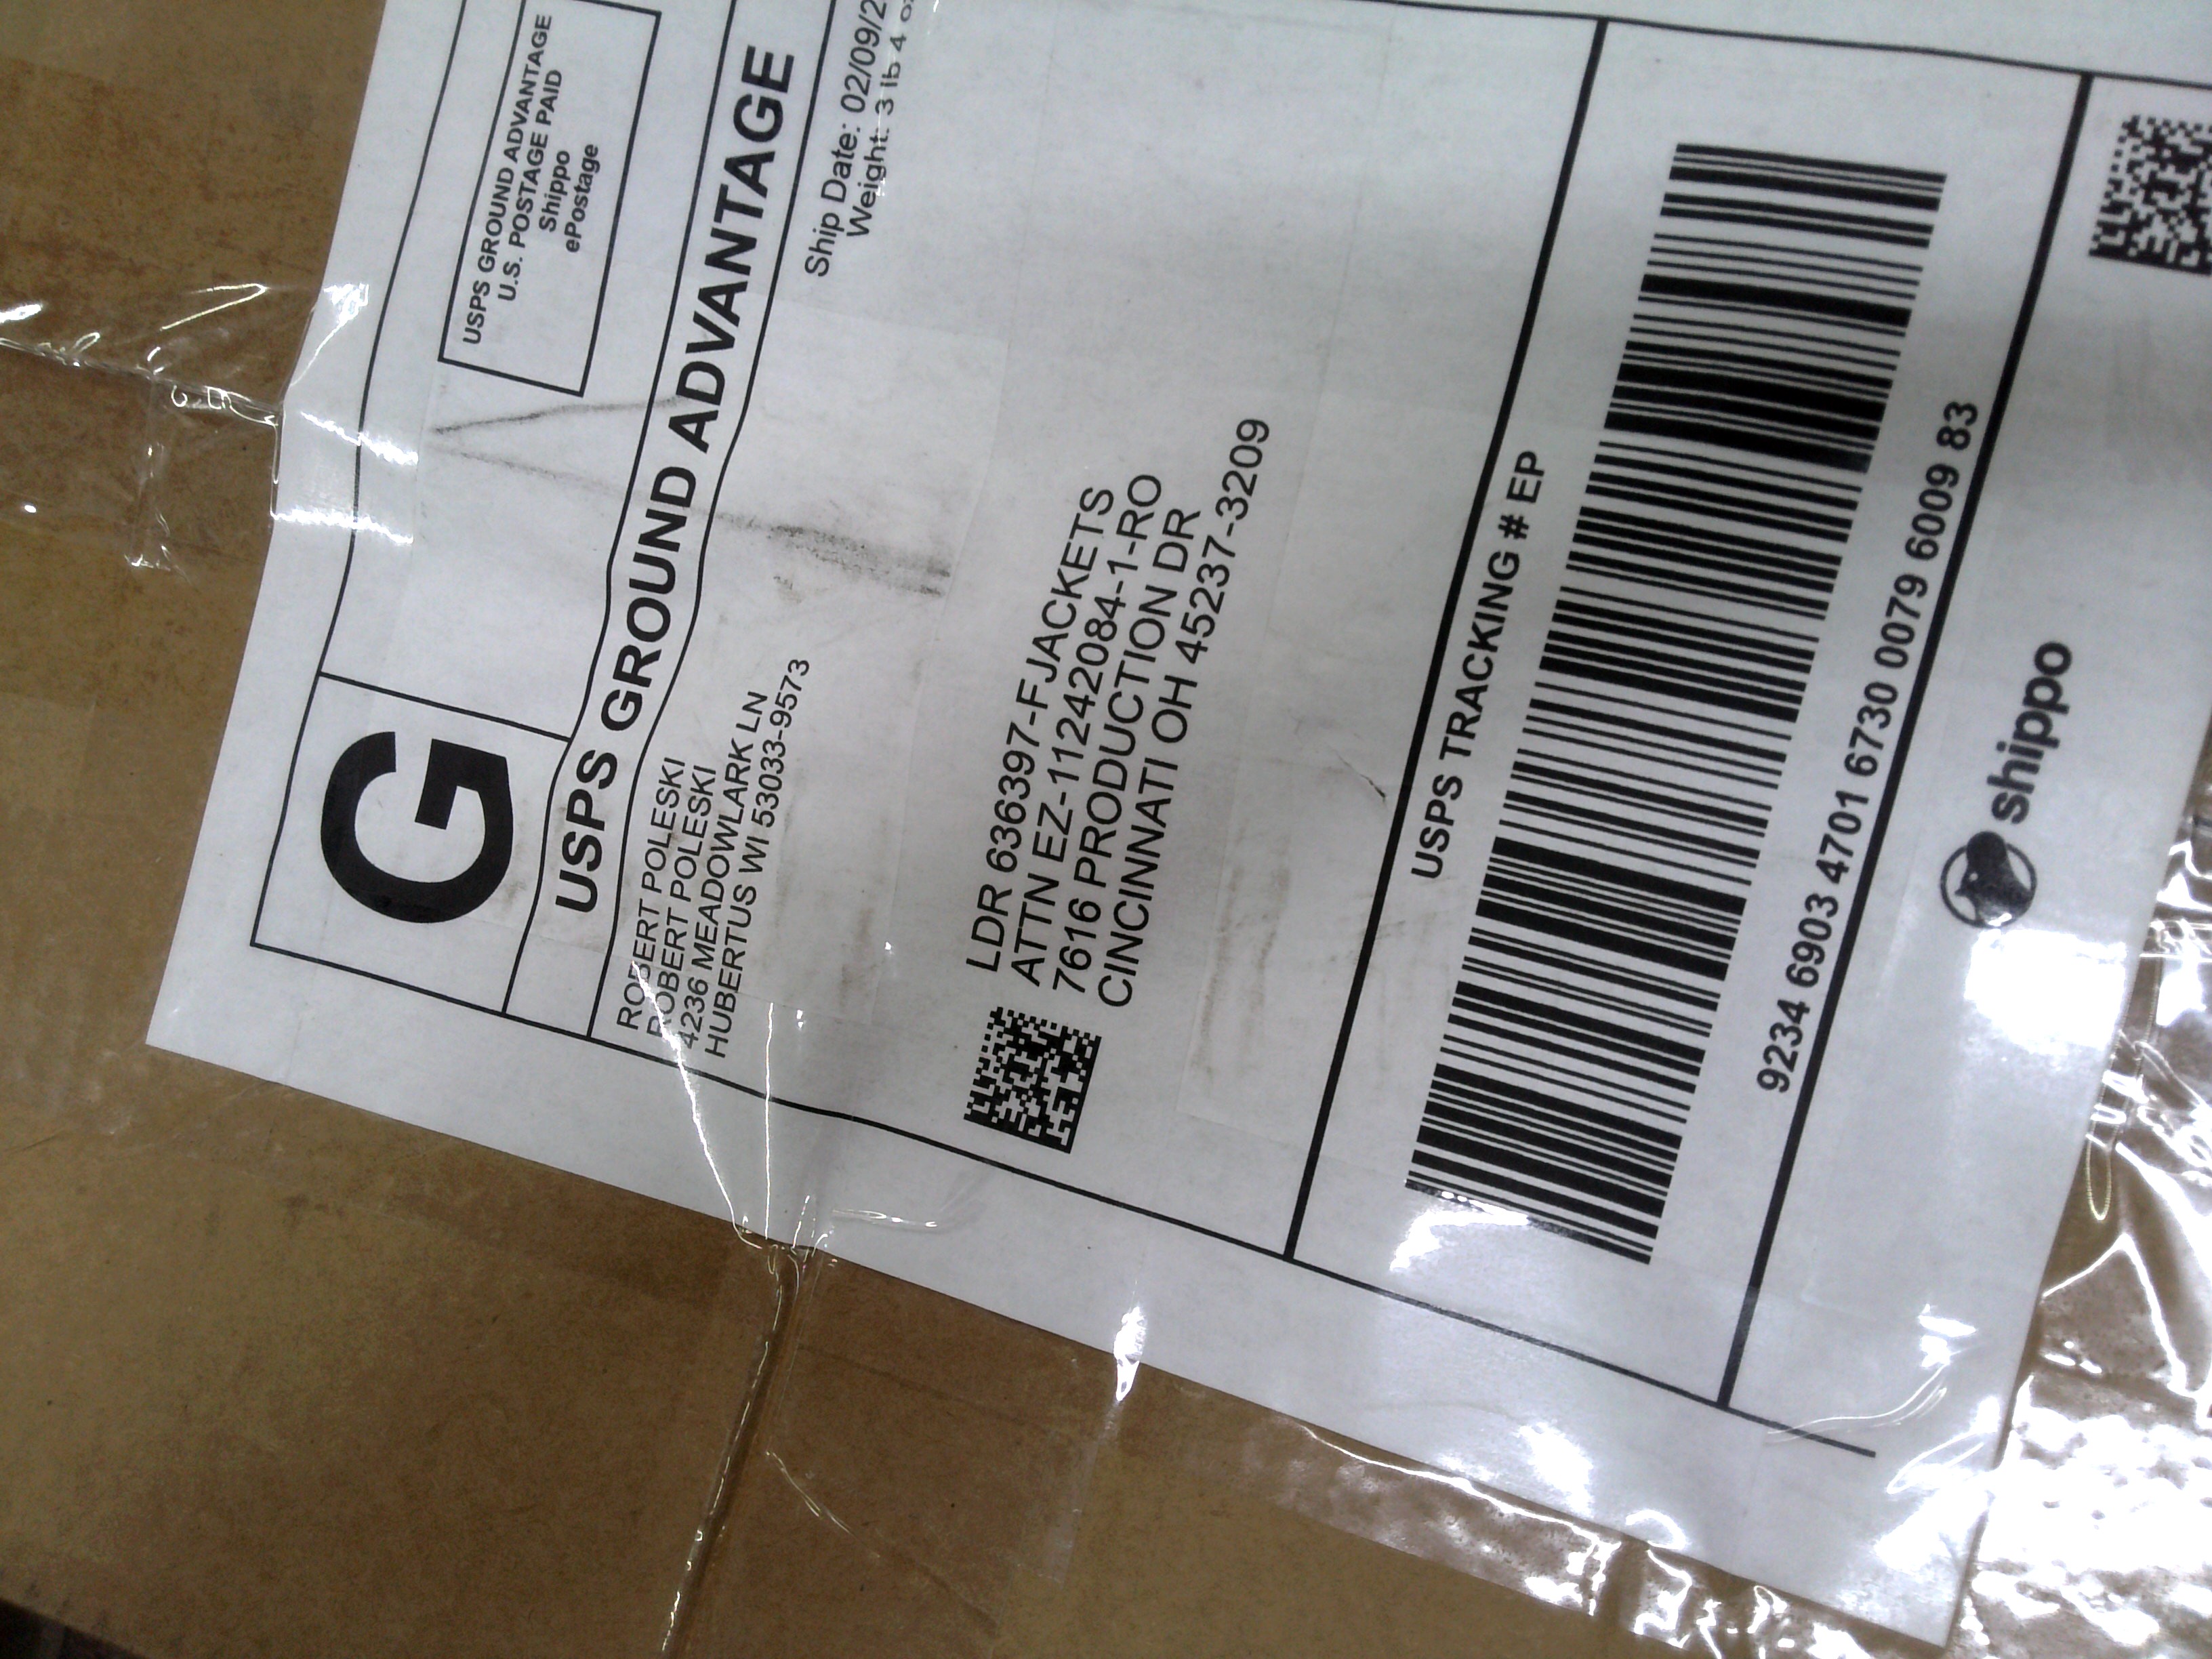 G
USPS GROUND ADVANTAGE
U.S. POSTAGE PAID
Shippo
ePostage
USPS GROUND ADVANTAGE
ROBERT POLESKI
ROBERT POLESKI
4236 MEADOWLARK LN
HUBERTUS WI 53033-9573
Ship Date: 02/09/2
Weight: 3 lb 4 oz
LDR 636397-FJACKETS
ATTN EZ-11242084-1-RO
7616 PRODUCTION DR
CINCINNATI OH 45237-3209
USPS TRACKING # EP
9234 6903 4701 6730 0079 6009 83
shippo